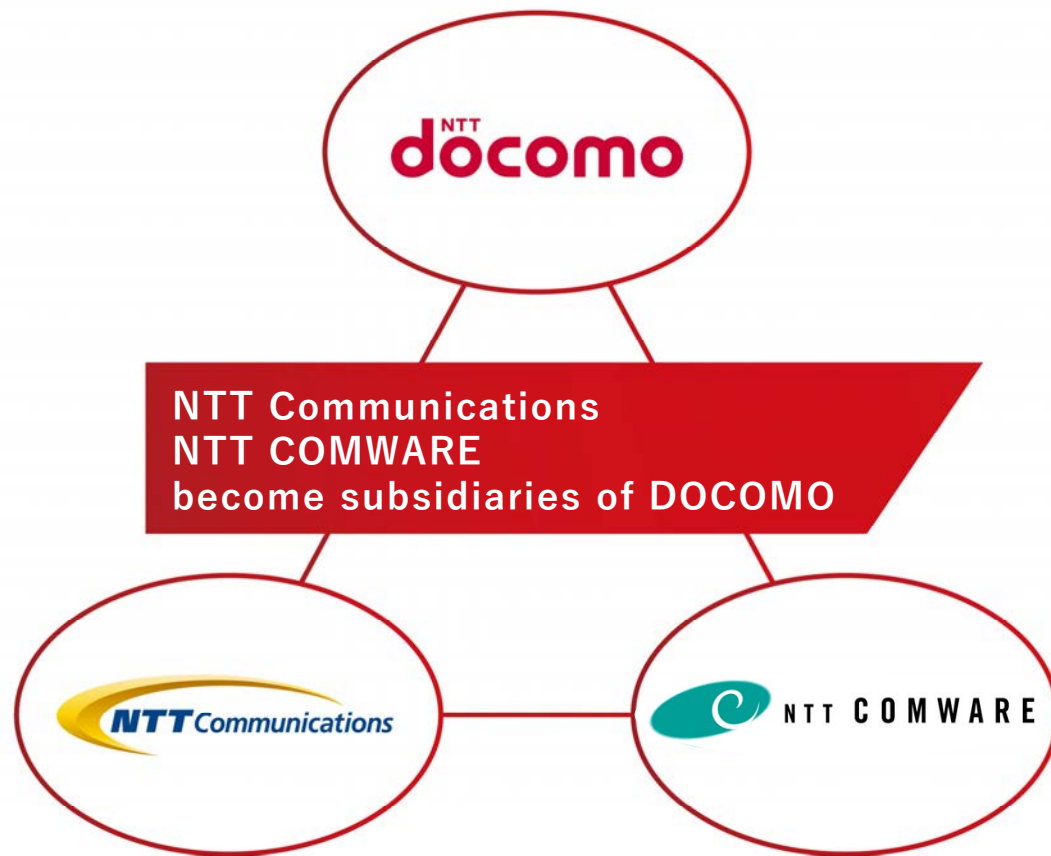 NTT
docomo
NTT Communications
NTT COMWARE
become subsidiaries of DOCOMO
NTT Communications
NTT COMWARE